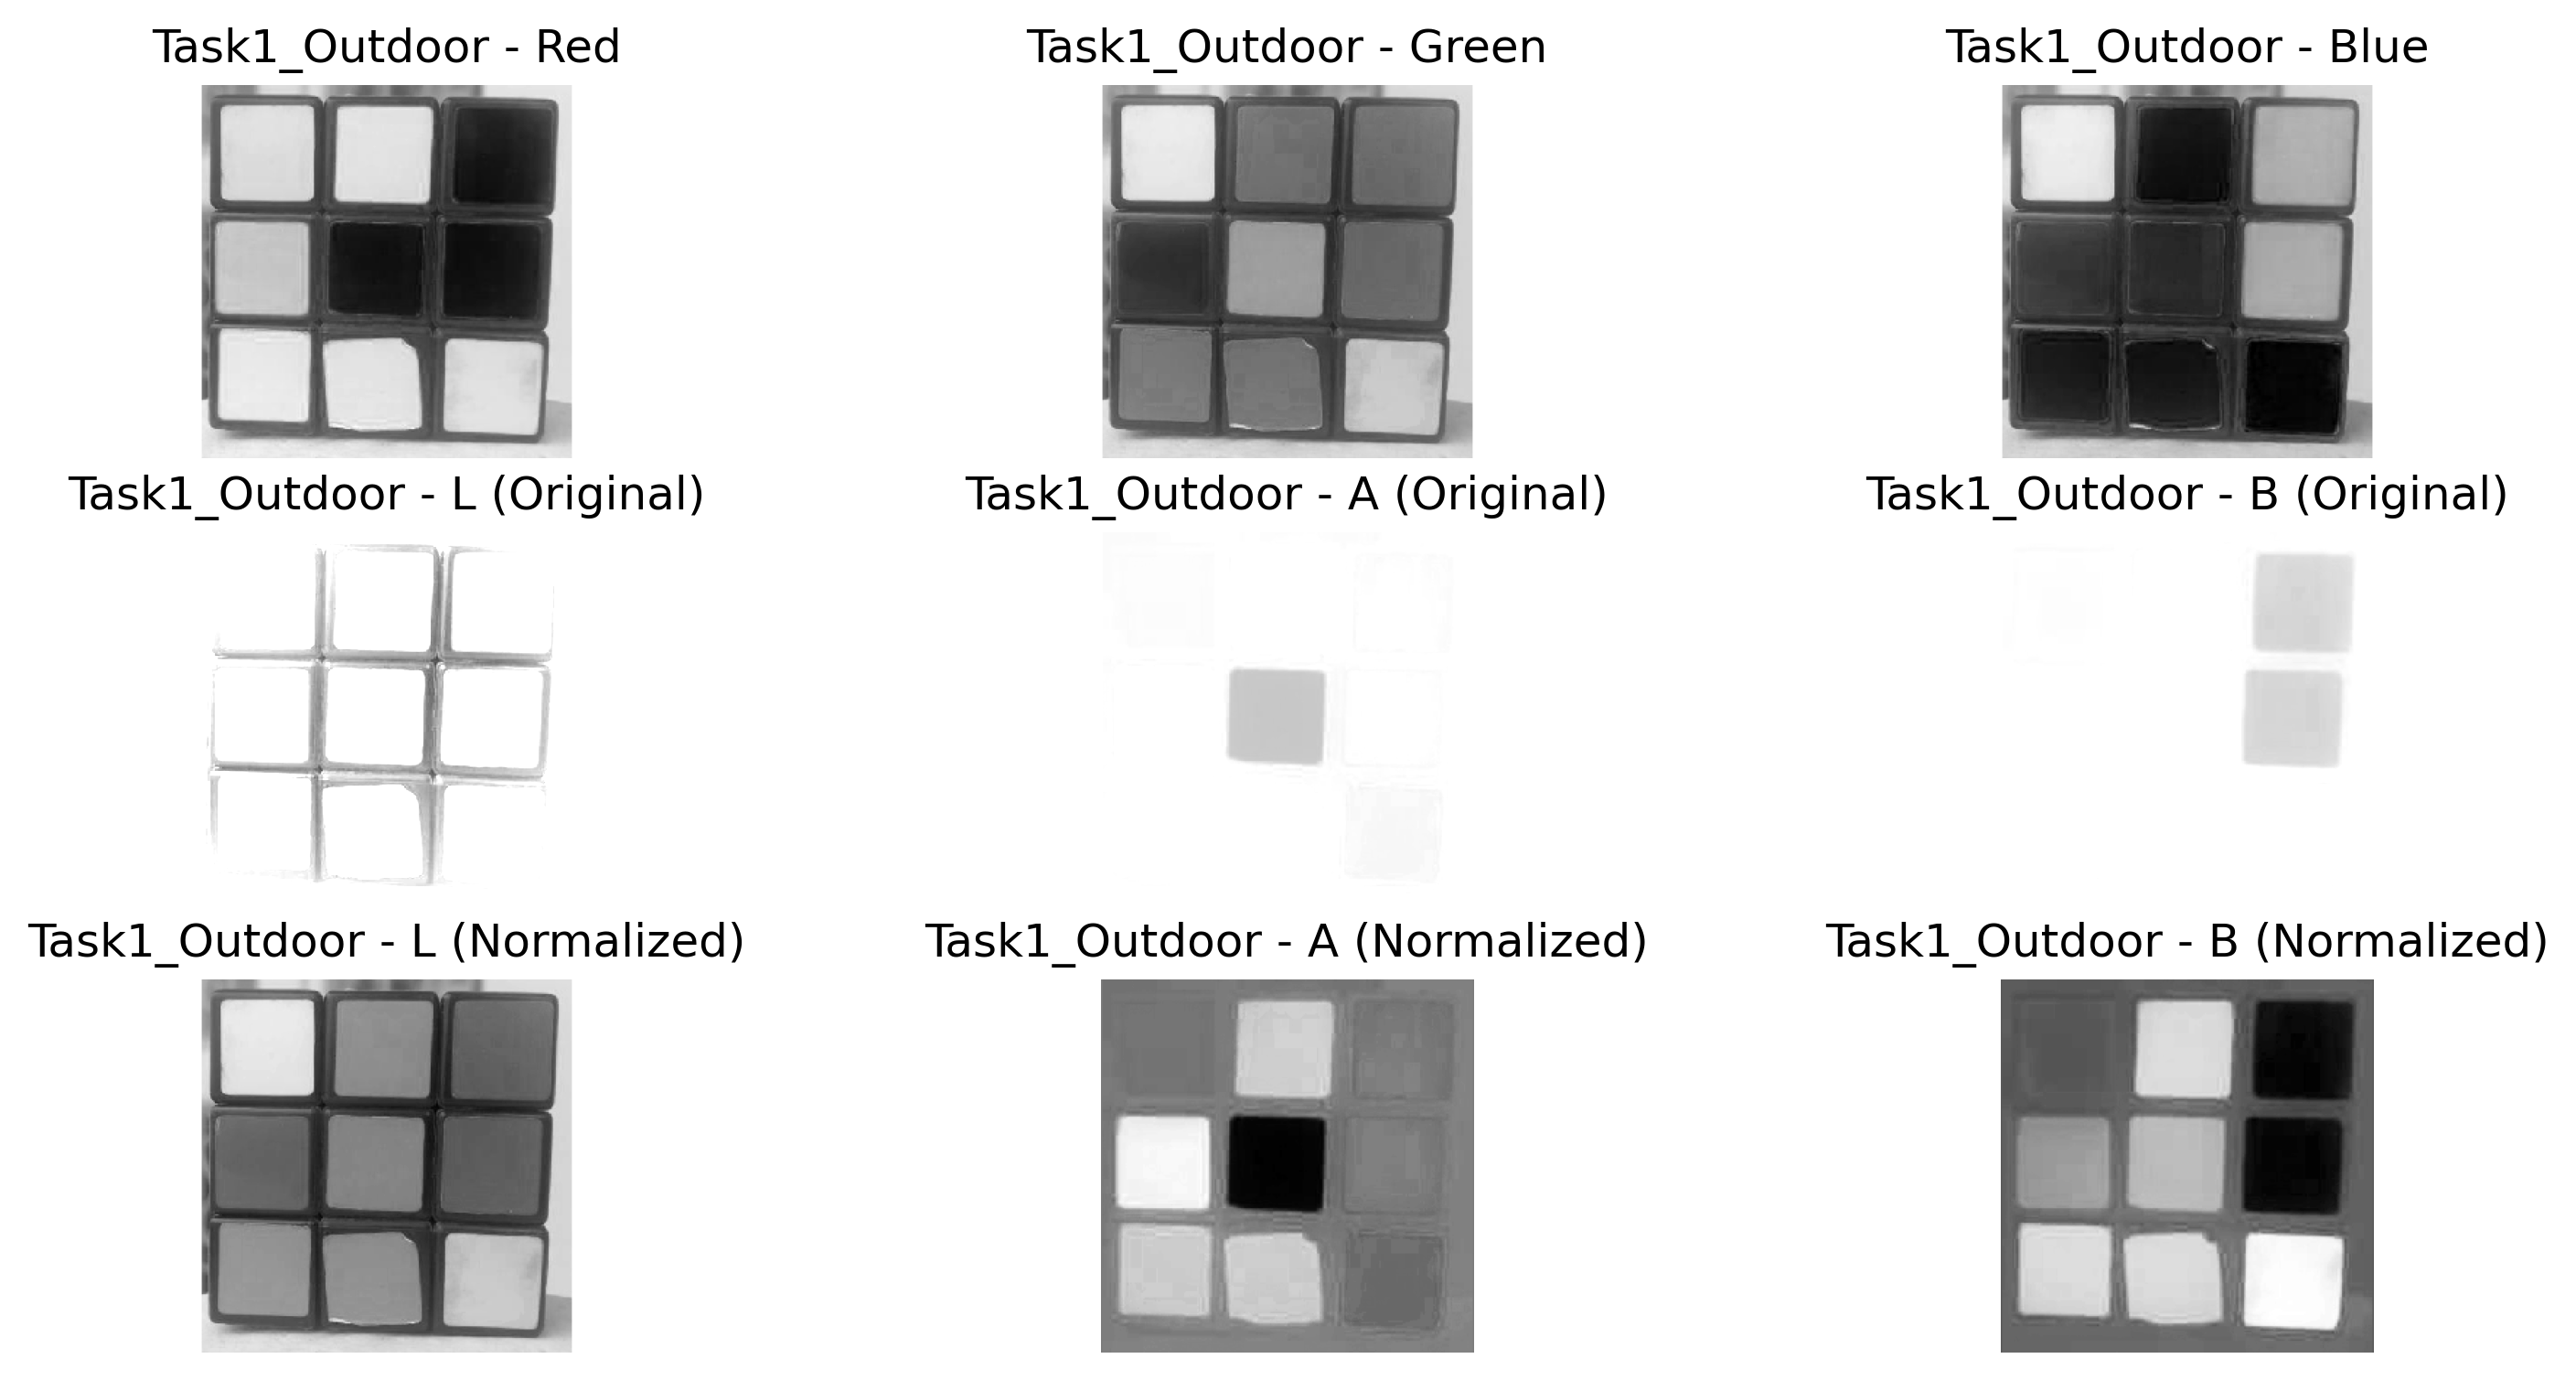 Task1_Outdoor - Red
Task1_Outdoor - Green
Task1_Outdoor - Blue
Task1_Outdoor - L (Original)
Task1_Outdoor - A (Original)
Task1_Outdoor - B (Original)
Task1_Outdoor - L (Normalized)
Task1_Outdoor - A (Normalized)
Task1_Outdoor - B (Normalized)